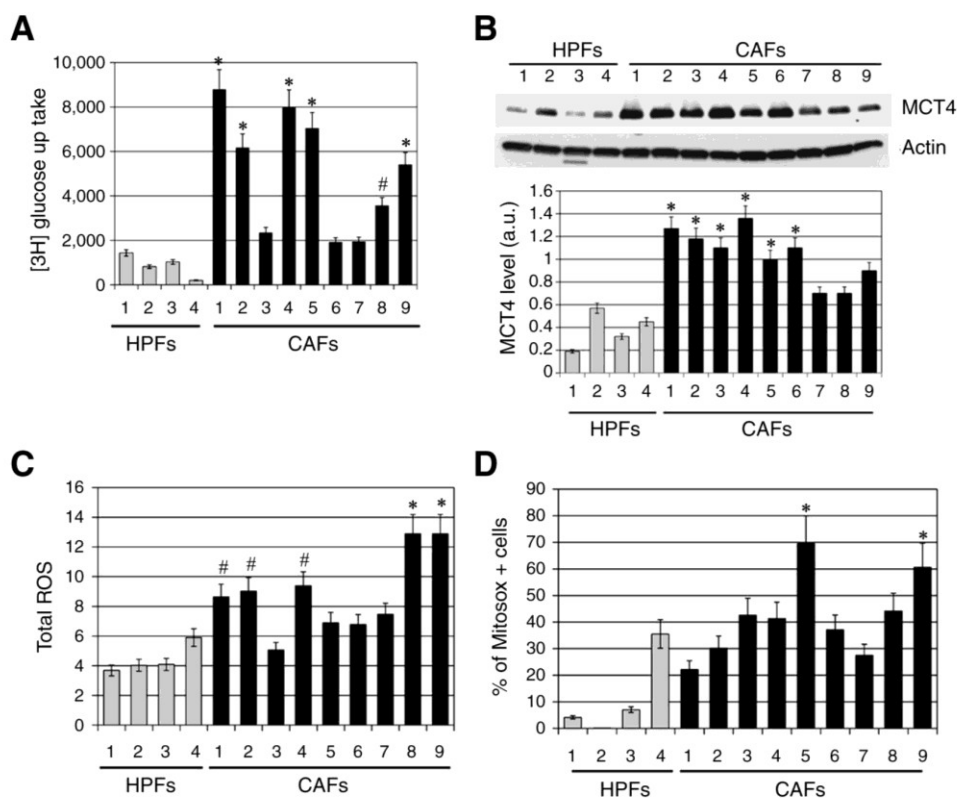 A
[3H] glucose up take
10,000
8,000
6,000
4,000
2,000
0
* * * * * # *
1 2 3 4 1 2 3 4 5 6 7 8 9
HPFs CAFs
B
HPFs CAFs
1 2 3 4 1 2 3 4 5 6 7 8 9
MCT4
Actin
MCT4 level (a.u.)
1.6
1.4
1.2
1.0
0.8
0.6
0.4
0.2
0
* * * * * *
1 2 3 4 1 2 3 4 5 6 7 8 9
HPFs CAFs
C
Total ROS
16
14
12
10
8
6
4
2
0
# # # * *
1 2 3 4 1 2 3 4 5 6 7 8 9
HPFs CAFs
D
% of Mitosox + cells
90
80
70
60
50
40
30
20
10
0
* *
1 2 3 4 1 2 3 4 5 6 7 8 9
HPFs CAFs